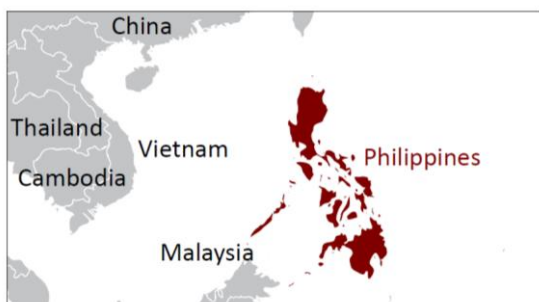 China
Thailand
Vietnam
Philippines
Cambodia
Malaysia